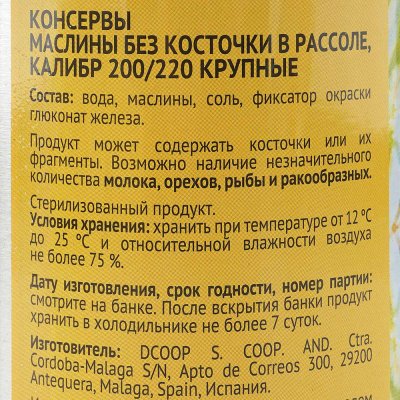 КОНСЕРВЫ
МАСЛИНЫ БЕЗ КОСТОЧКИ В РАССОЛЕ,
КАЛИБР 200/220 КРУПНЫЕ
Состав: вода, маслины, соль, фиксатор окраски
глюконат железа.
Продукт может содержать косточки или их
фрагменты. Возможно наличие незначительного
количества молока, орехов, рыбы и ракообразных.
Стерилизованный продукт.
Условия хранения: хранить при температуре от 12 °С
до 25 °С и относительной влажности воздуха
не более 75 %.
Дату изготовления, срок годности, номер партии:
смотрите на банке. После вскрытия банки продукт
хранить в холодильнике не более 7 суток.
Изготовитель: DCOOP S. COOP. AND. Ctra.
Cordoba-Malaga S/N, Apto de Correos 300, 29200
Antequera, Malaga, Spain, Испания.